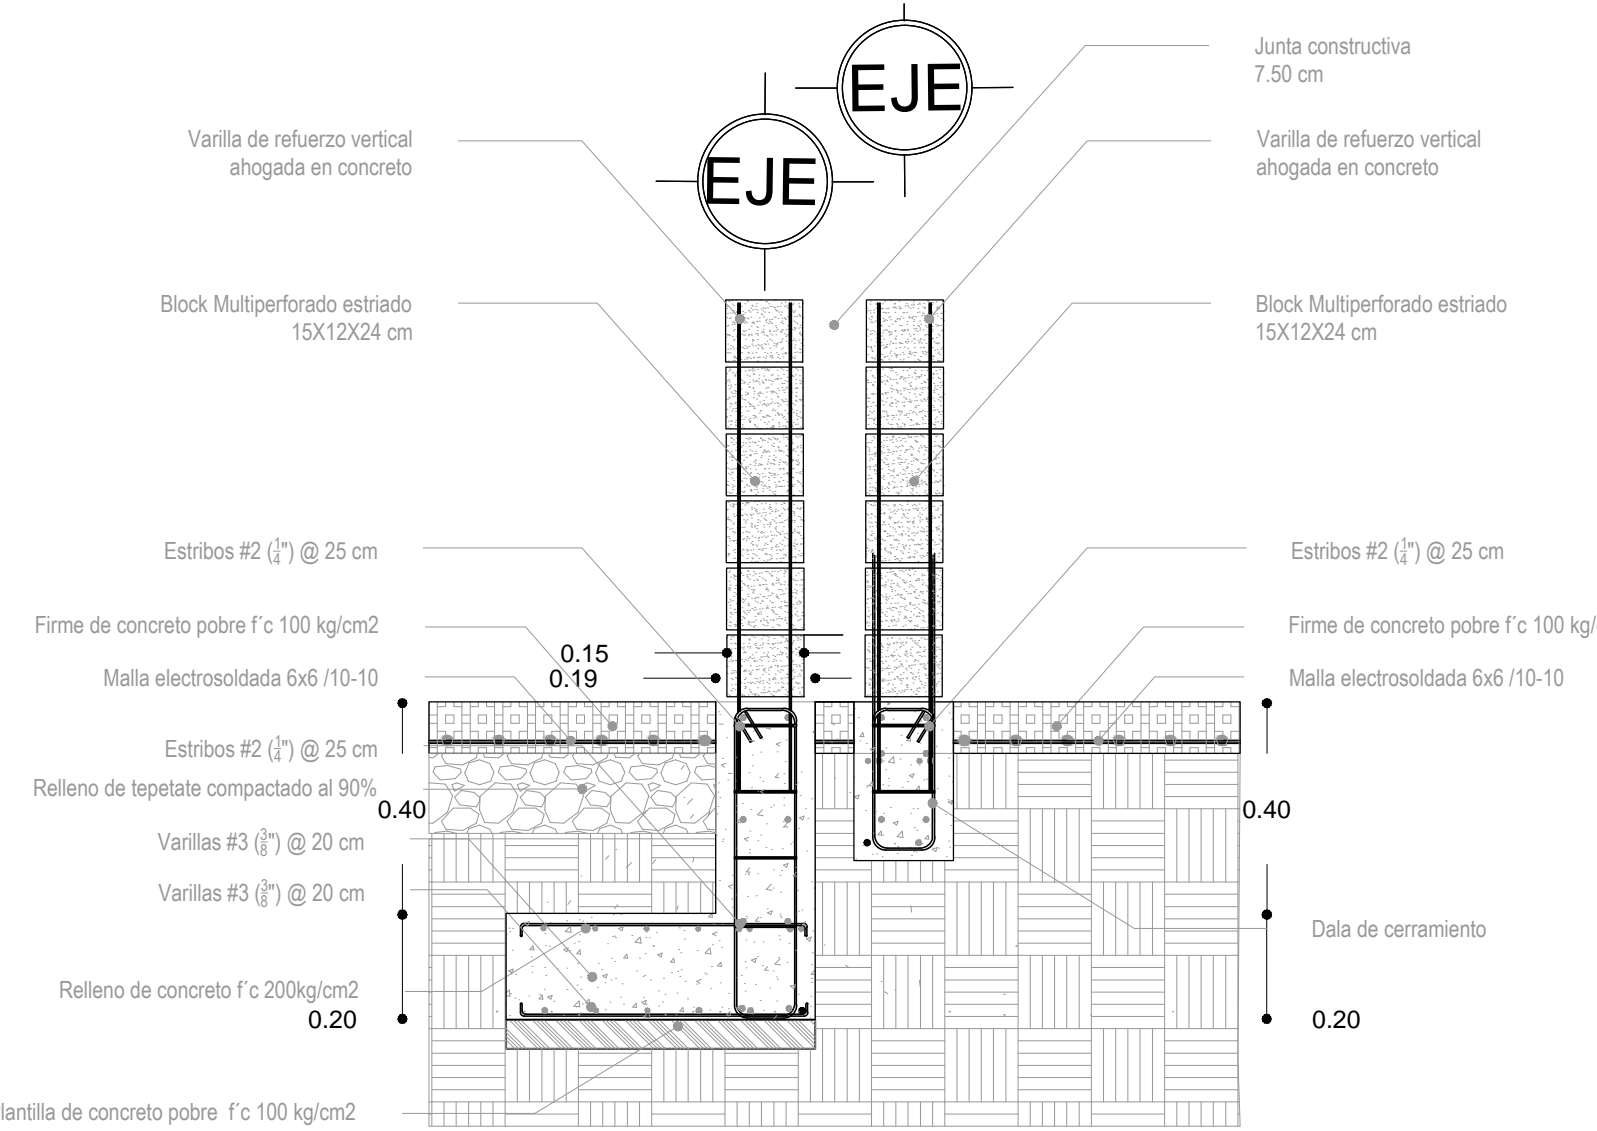 EJE
EJE
Junta constructiva
7.50 cm
Varilla de refuerzo vertical
ahogada en concreto
Varilla de refuerzo vertical
ahogada en concreto
Block Multiperforado estriado
15X12X24 cm
Block Multiperforado estriado
15X12X24 cm
Estribos #2 (1/4") @ 25 cm
Estribos #2 (1/4") @ 25 cm
Firme de concreto pobre f´c 100 kg/cm2
Firme de concreto pobre f´c 100 kg/
0.15
0.19
Malla electrosoldada 6x6 /10-10
Malla electrosoldada 6x6 /10-10
Estribos #2 (1/4") @ 25 cm
Relleno de tepetate compactado al 90%
0.40
0.40
Varillas #3 (3/8") @ 20 cm
Varillas #3 (3/8") @ 20 cm
Dala de cerramiento
Relleno de concreto f´c 200kg/cm2
0.20
0.20
lantilla de concreto pobre f´c 100 kg/cm2